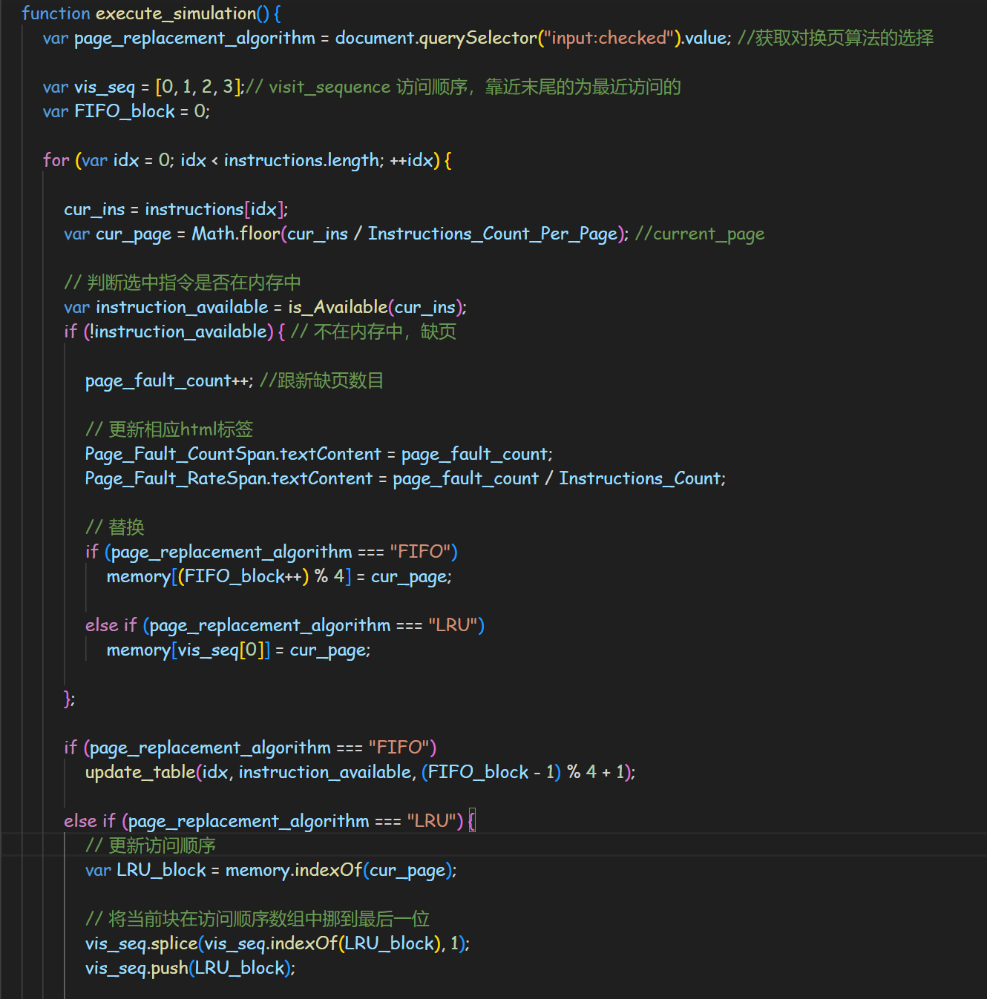 function execute_simulation() {
var page_replacement_algorithm = document.querySelector("input:checked").value; //获取对换页算法的选择
var vis_seq = [0, 1, 2, 3];// visit_sequence 访问顺序，靠近末尾的为最近访问的
var FIFO_block = 0;
for (var idx = 0; idx < instructions.length; ++idx) {
cur_ins = instructions[idx];
var cur_page = Math.floor(cur_ins / Instructions_Count_Per_Page); //current_page
// 判断选中指令是否在内存中
var instruction_available = is_Available(cur_ins);
if (!instruction_available) { // 不在内存中，缺页
page_fault_count++; //跟新缺页数目
// 更新相应html标签
Page_Fault_CountSpan.textContent = page_fault_count;
Page_Fault_RateSpan.textContent = page_fault_count / Instructions_Count;
// 替换
if (page_replacement_algorithm === "FIFO")
memory[(FIFO_block++) % 4] = cur_page;
else if (page_replacement_algorithm === "LRU")
memory[vis_seq[0]] = cur_page;
};
if (page_replacement_algorithm === "FIFO")
update_table(idx, instruction_available, (FIFO_block - 1) % 4 + 1);
else if (page_replacement_algorithm === "LRU") {
// 更新访问顺序
var LRU_block = memory.indexOf(cur_page);
// 将当前块在访问顺序数组中挪到最后一位
vis_seq.splice(vis_seq.indexOf(LRU_block), 1);
vis_seq.push(LRU_block);